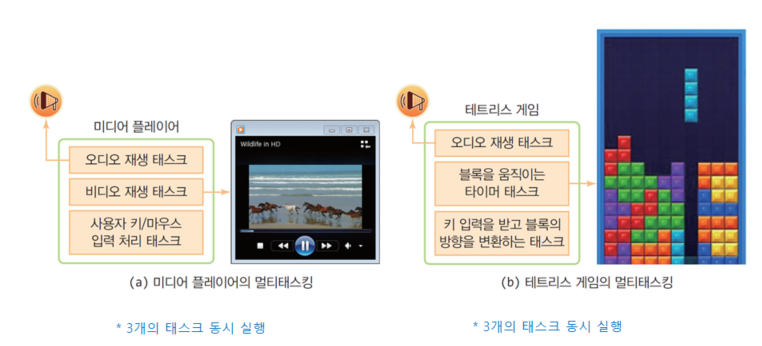 미디어 플레이어
오디오 재생 태스크
비디오 재생 태스크
사용자 키/마우스
입력 처리 태스크
Wildlife in HD
(a) 미디어 플레이어의 멀티태스킹
* 3개의 태스크 동시 실행
테트리스 게임
오디오 재생 태스크
블록을 움직이는
타이머 태스크
키 입력을 받고 블록의
방향을 변환하는 태스크
(b) 테트리스 게임의 멀티태스킹
* 3개의 태스크 동시 실행